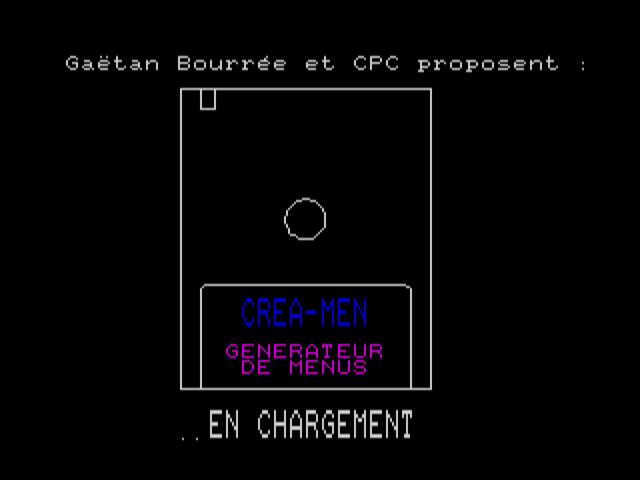 Gaëtan Bourrée et CPC proposent :
CREA-MEN
GENERATEUR
DE MENUS
..EN CHARGEMENT